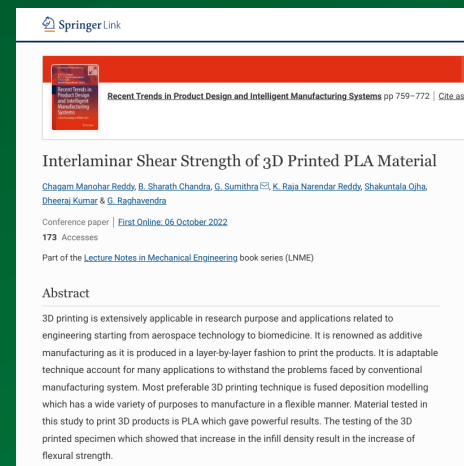 Springer Link
Recent Trends in
Product Design
and Intelligent
Manufacturing
Systems
Recent Trends in Product Design and Intelligent Manufacturing Systems pp 759–772 | Cite as
Interlaminar Shear Strength of 3D Printed PLA Material
Chagam Manohar Reddy, B. Sharath Chandra, G. Sumithra, K. Raja Narendar Reddy, Shakuntala Ojha,
Dheeraj Kumar & G. Raghavendra
Conference paper | First Online: 06 October 2022
173 Accesses
Part of the Lecture Notes in Mechanical Engineering book series (LNME)
Abstract
3D printing is extensively applicable in research purpose and applications related to
engineering starting from aerospace technology to biomedicine. It is renowned as additive
manufacturing as it is produced in a layer-by-layer fashion to print the products. It is adaptable
technique account for many applications to withstand the problems faced by conventional
manufacturing system. Most preferable 3D printing technique is fused deposition modelling
which has a wide variety of purposes to manufacture in a flexible manner. Material tested in
this study to print 3D products is PLA which gave powerful results. The testing of the 3D
printed specimen which showed that increase in the infill density result in the increase of
flexural strength.